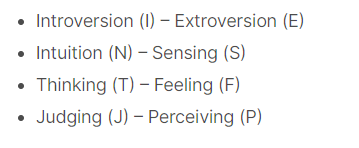 • Introversion (I) – Extroversion (E)
• Intuition (N) – Sensing (S)
• Thinking (T) – Feeling (F)
• Judging (J) – Perceiving (P)